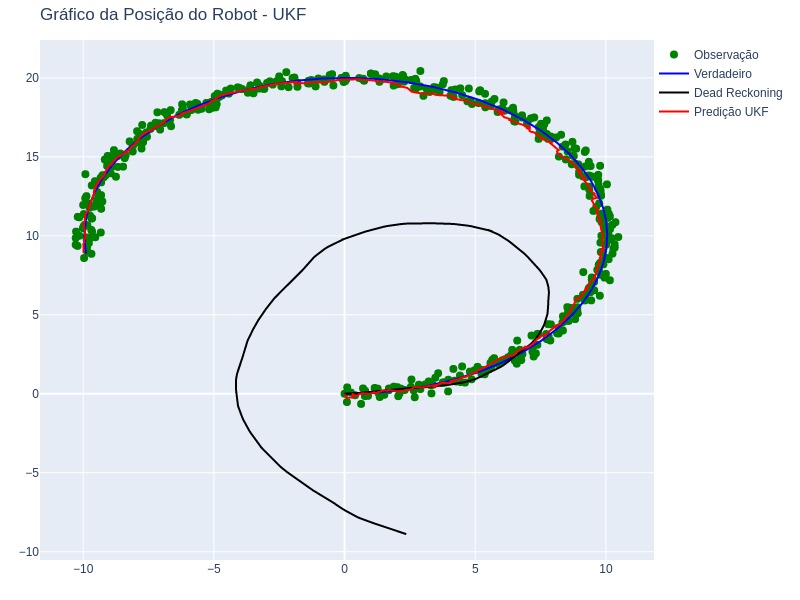 Gráfico da Posição do Robot - UKF
Observação
Verdadeiro
Dead Reckoning
Predição UKF
20
15
10
5
0
−5
−10
−10 −5 0 5 10